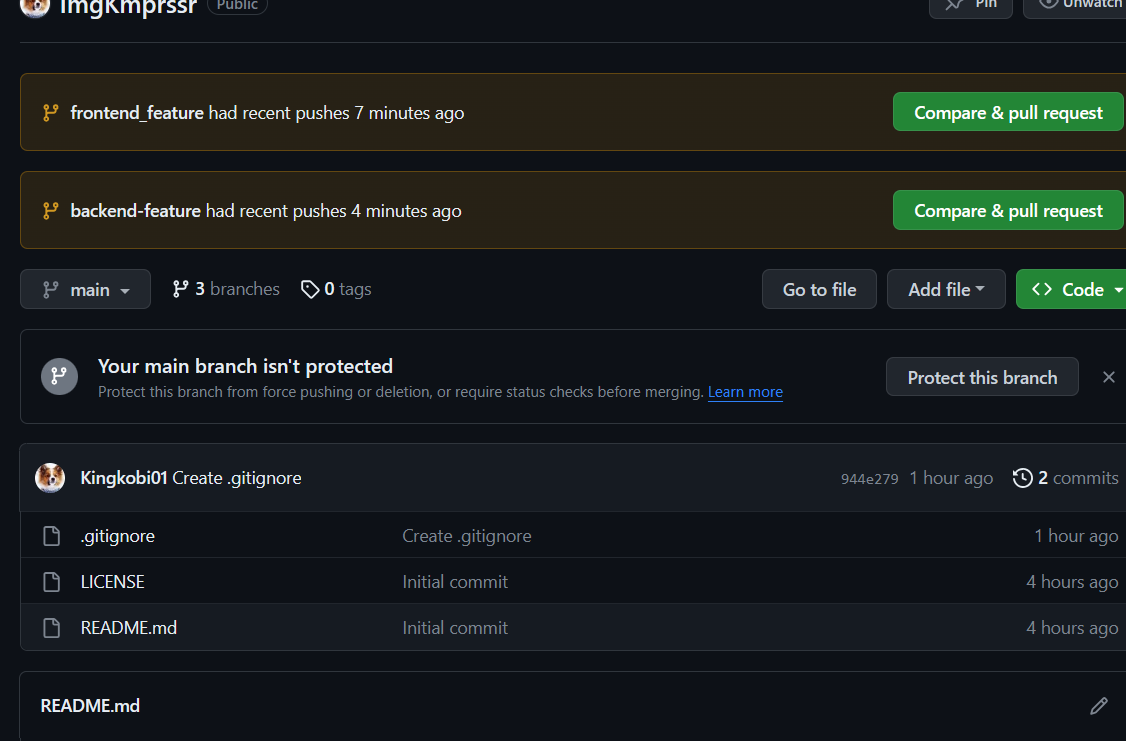 ImgKmprssr Public Pin Unwatch
frontend_feature had recent pushes 7 minutes ago Compare & pull request
backend-feature had recent pushes 4 minutes ago Compare & pull request
main 3 branches 0 tags Go to file Add file Code
Your main branch isn't protected
Protect this branch from force pushing or deletion, or require status checks before merging. Learn more
Protect this branch
Kingkobi01 Create .gitignore 944e279 1 hour ago 2 commits
.gitignore Create .gitignore 1 hour ago
LICENSE Initial commit 4 hours ago
README.md Initial commit 4 hours ago
README.md